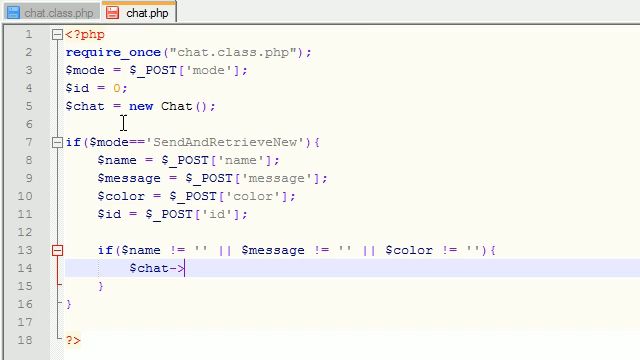 chat.class.php chat.php
1 <?php
2 require_once("chat.class.php");
3 $mode = $_POST['mode'];
4 $id = 0;
5 $chat = new Chat();
6
7 if($mode=='SendAndRetrieveNew'){
8 $name = $_POST['name'];
9 $message = $_POST['message'];
10 $color = $_POST['color'];
11 $id = $_POST['id'];
12
13 if($name != '' || $message != '' || $color != ''){
14 $chat->
15 }
16 }
17
18 ?>